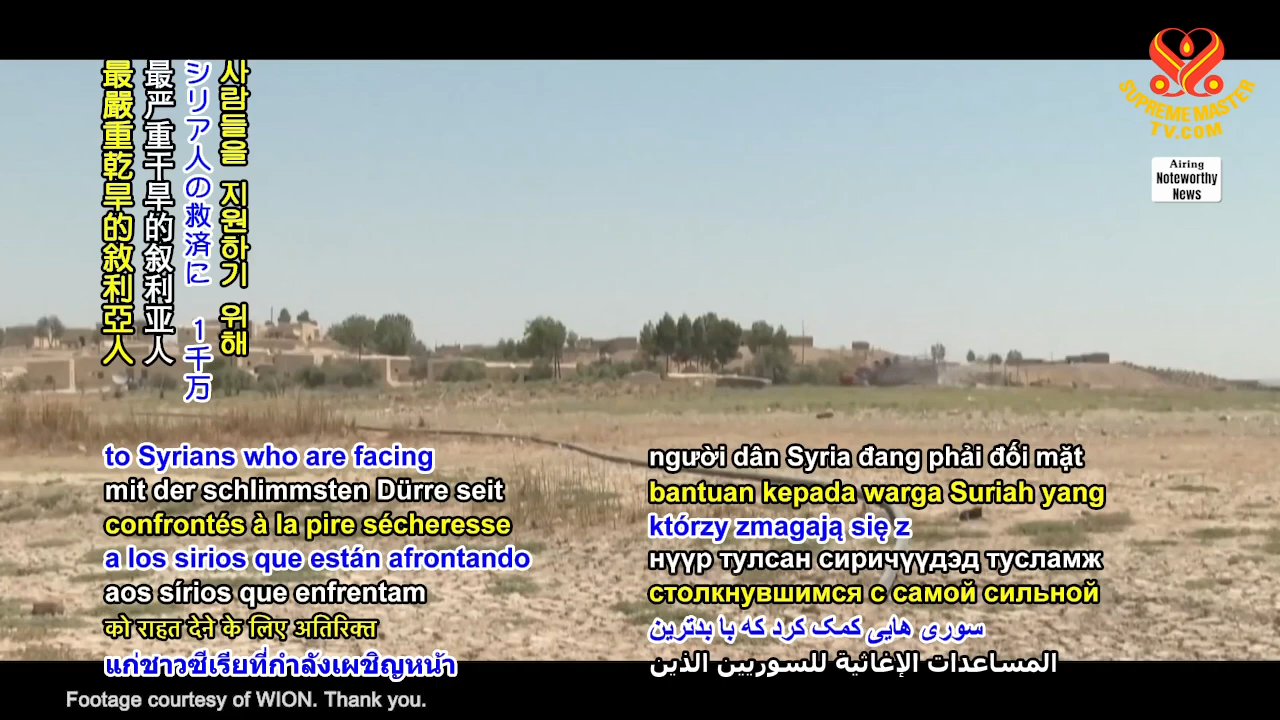 最嚴重乾旱的敘利亞人
最严重干旱的叙利亚人
シリア人の救済に 1千万
사람들을 지원하기 위해
SUPREME MASTER
TV.COM
Airing
Noteworthy
News
to Syrians who are facing
mit der schlimmsten Dürre seit
confrontés à la pire sécheresse
a los sirios que están afrontando
aos sírios que enfrentam
को राहत देने के लिए अतिरिक्त
แก่ชาวซีเรียที่กำลังเผชิญหน้า
người dân Syria đang phải đối mặt
bantuan kepada warga Suriah yang
którzy zmagają się z
нүүр тулсан сиричүүдэд тусламж
столкнувшимся с самой сильной
سوری هایی کمک کرد که با بدترین
المساعدات الإغاثية للسوريين الذين
Footage courtesy of WION. Thank you.